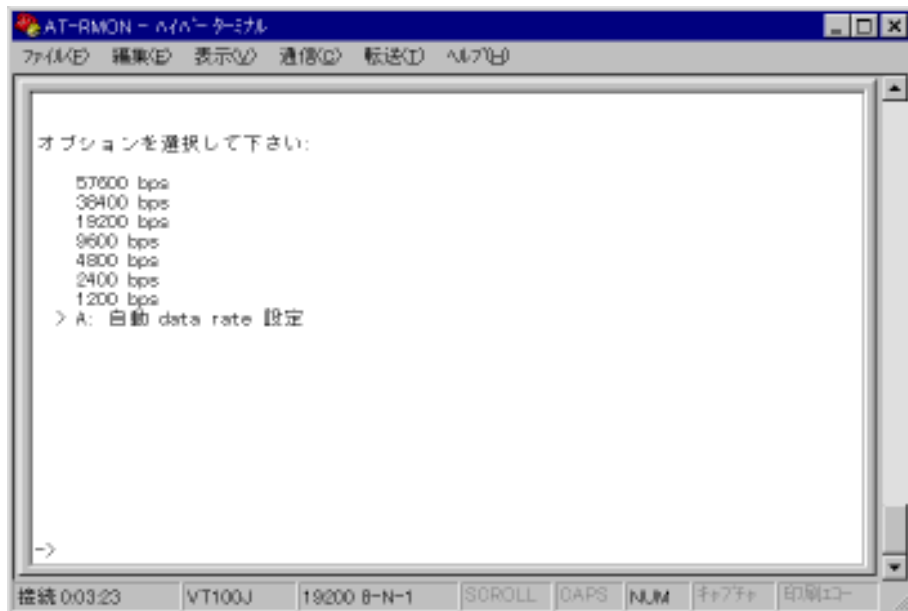 AT-RMON - ﾊｲﾊﾟｰ ﾀｰﾐﾅﾙ
ﾌｧｲﾙ(F) 編集(E) 表示(V) 通信(C) 転送(T) ﾍﾙﾌﾟ(H)
オプションを選択して下さい:
57600 bps
38400 bps
19200 bps
9600 bps
4800 bps
2400 bps
1200 bps
> A: 自動 data rate 設定
->
接続 0:03:23 VT100J 19200 8-N-1 SCROLL CAPS NUM ｷｬﾌﾟﾁｬ 印刷ｴｺｰ